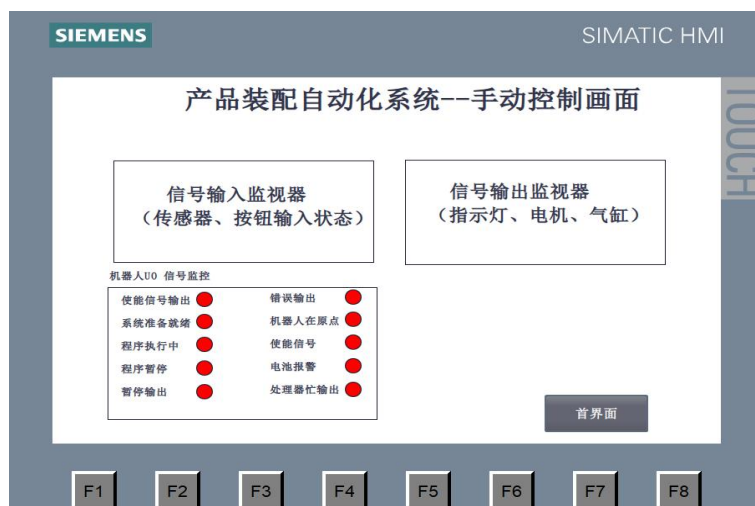 SIEMENS
SIMATIC HMI
TOUCH
产品装配自动化系统--手动控制画面
信号输入监视器
（传感器、按钮输入状态）
信号输出监视器
（指示灯、电机、气缸）
机器人UO 信号监控
使能信号输出
错误输出
系统准备就绪
机器人在原点
程序执行中
使能信号
程序暂停
电池报警
暂停输出
处理器忙输出
首界面
F1 F2 F3 F4 F5 F6 F7 F8